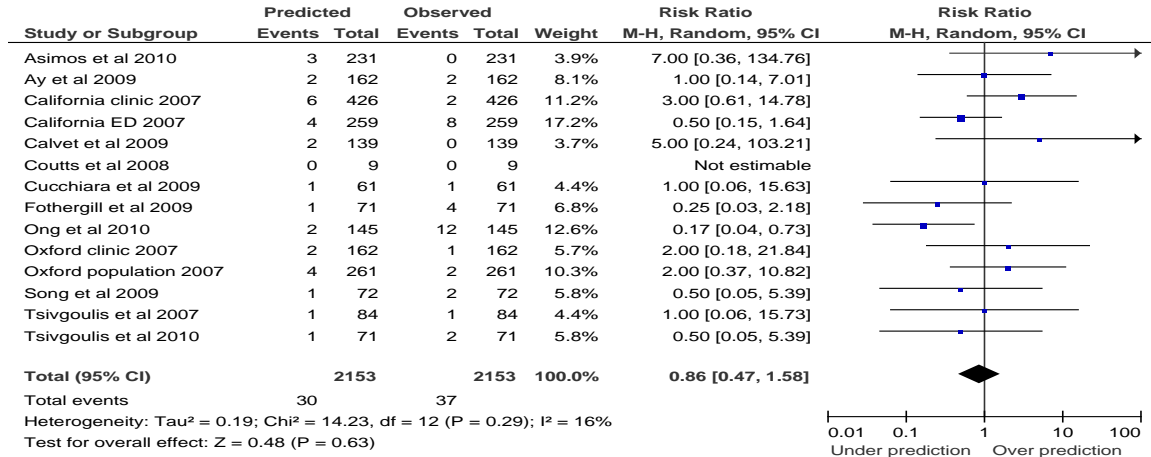 Predicted Observed Risk Ratio Risk Ratio
Study or Subgroup Events Total Events Total Weight M-H, Random, 95% CI M-H, Random, 95% CI
Asimos et al 2010 3 231 0 231 3.9% 7.00 [0.36, 134.76]
Ay et al 2009 2 162 2 162 8.1% 1.00 [0.14, 7.01]
California clinic 2007 6 426 2 426 11.2% 3.00 [0.61, 14.78]
California ED 2007 4 259 8 259 17.2% 0.50 [0.15, 1.64]
Calvet et al 2009 2 139 0 139 3.7% 5.00 [0.24, 103.21]
Coutts et al 2008 0 9 0 9 Not estimable
Cucchiara et al 2009 1 61 1 61 4.4% 1.00 [0.06, 15.63]
Fothergill et al 2009 1 71 4 71 6.8% 0.25 [0.03, 2.18]
Ong et al 2010 2 145 12 145 12.6% 0.17 [0.04, 0.73]
Oxford clinic 2007 2 162 1 162 5.7% 2.00 [0.18, 21.84]
Oxford population 2007 4 261 2 261 10.3% 2.00 [0.37, 10.82]
Song et al 2009 1 72 2 72 5.8% 0.50 [0.05, 5.39]
Tsivgoulis et al 2007 1 84 1 84 4.4% 1.00 [0.06, 15.73]
Tsivgoulis et al 2010 1 71 2 71 5.8% 0.50 [0.05, 5.39]
Total (95% CI) 2153 2153 100.0% 0.86 [0.47, 1.58]
Total events 30 37
Heterogeneity: Tau² = 0.19; Chi² = 14.23, df = 12 (P = 0.29); I² = 16%
Test for overall effect: Z = 0.48 (P = 0.63)
0.01 0.1 1 10 100
Under prediction Over prediction